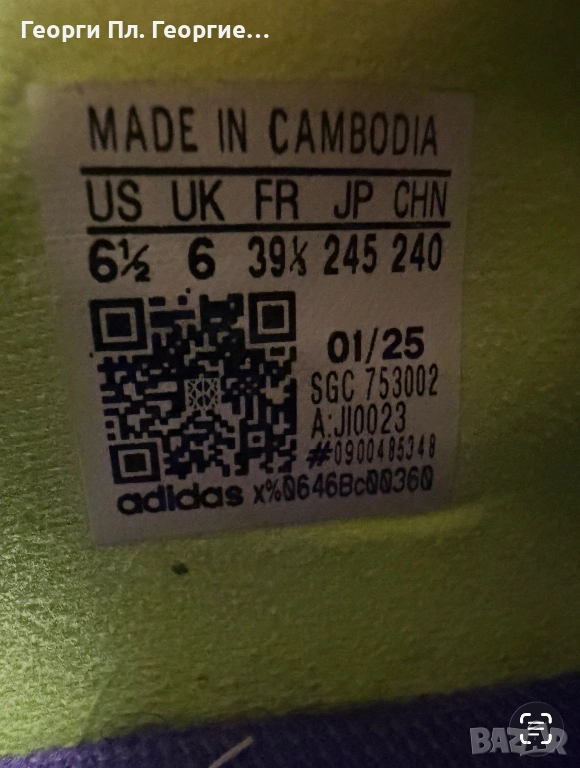 Георги Пл. Георгие...
MADE IN CAMBODIA
US UK FR JP CHN
6½ 6 39⅓ 245 240
01/25
SGC 753002
A:JI0023
#0900485348
adidas x%0646Bc00360
bazar